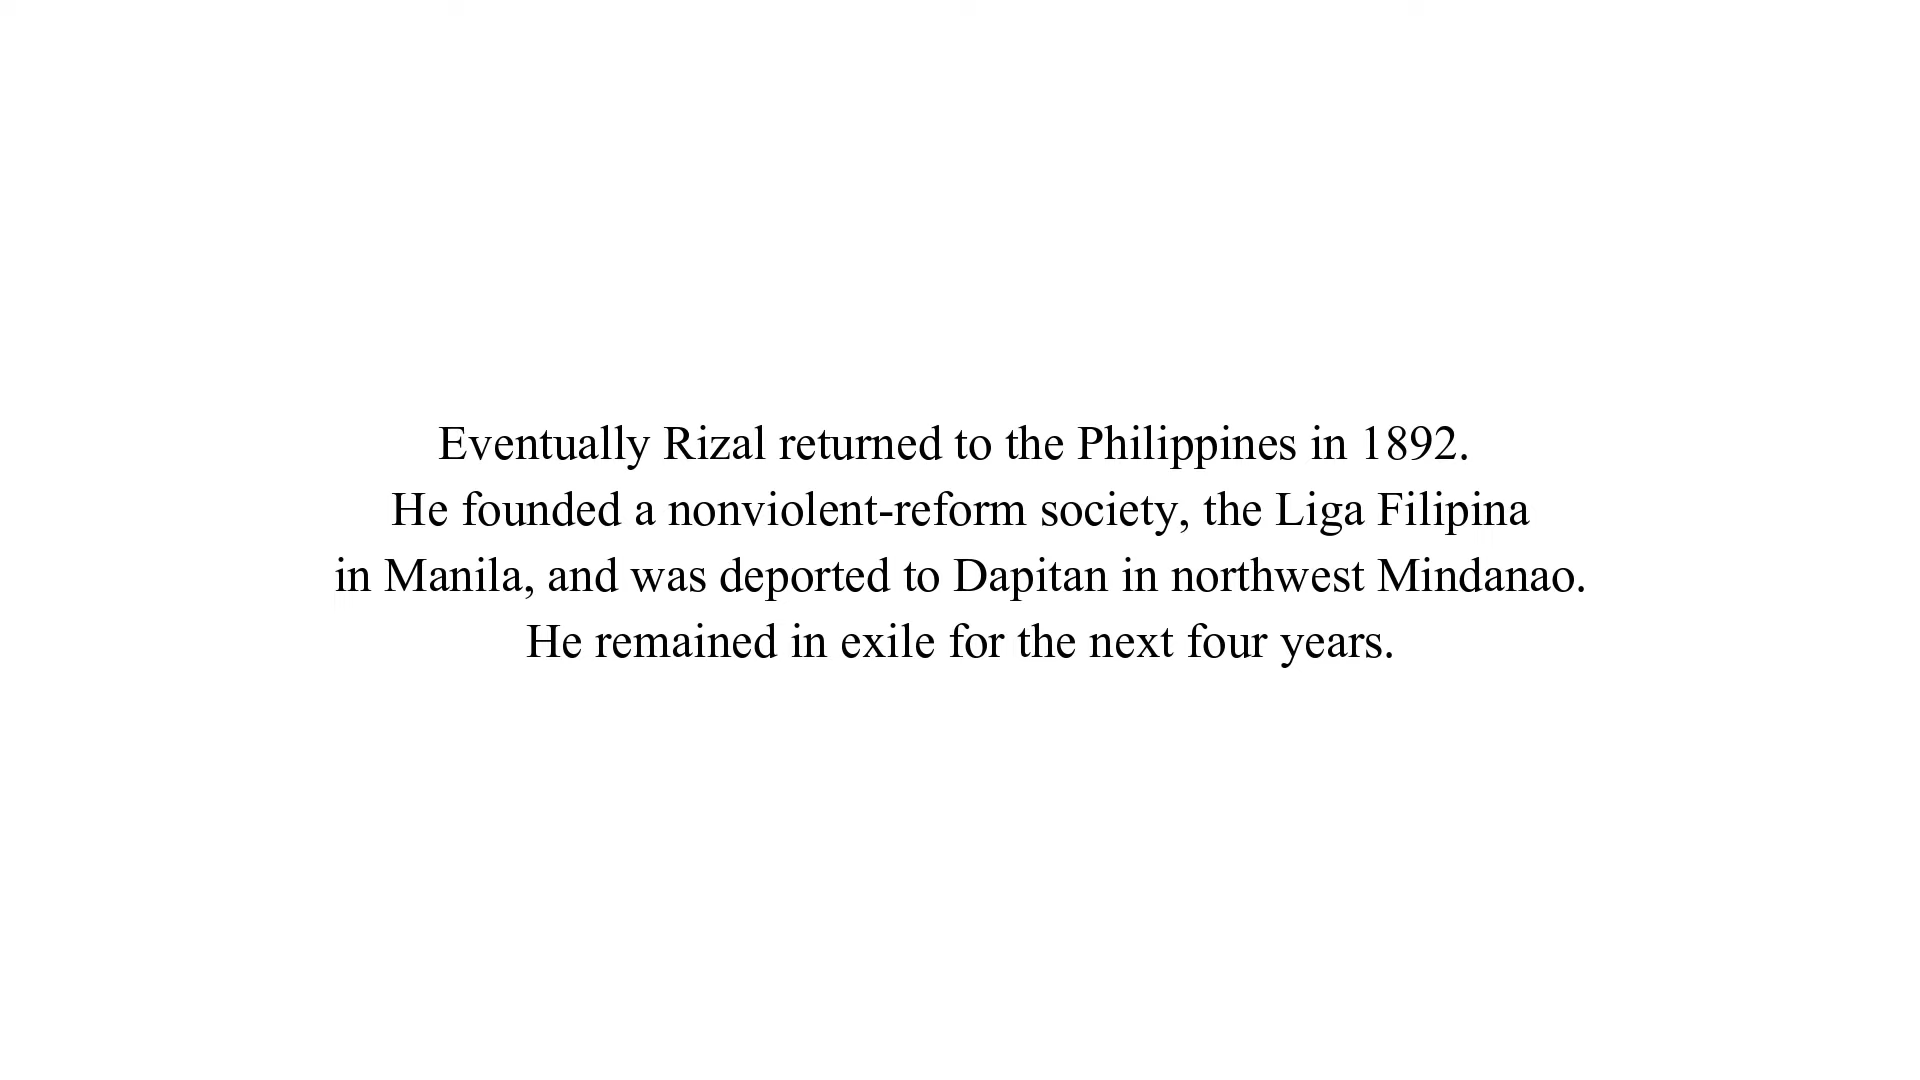 Eventually Rizal returned to the Philippines in 1892.
He founded a nonviolent-reform society, the Liga Filipina
in Manila, and was deported to Dapitan in northwest Mindanao.
He remained in exile for the next four years.